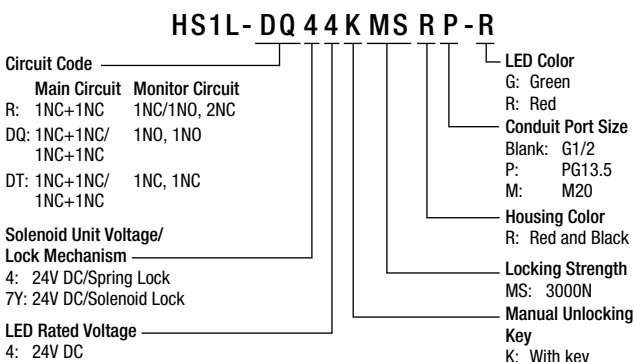 HS1L- DQ 4 4 K MS R P - R
Circuit Code
Main Circuit Monitor Circuit
R: 1NC+1NC 1NC/1NO, 2NC
DQ: 1NC+1NC/ 1NO, 1NO
1NC+1NC
DT: 1NC+1NC/ 1NC, 1NC
1NC+1NC
Solenoid Unit Voltage/
Lock Mechanism
4: 24V DC/Spring Lock
7Y: 24V DC/Solenoid Lock
LED Rated Voltage
4: 24V DC
LED Color
G: Green
R: Red
Conduit Port Size
Blank: G1/2
P: PG13.5
M: M20
Housing Color
R: Red and Black
Locking Strength
MS: 3000N
Manual Unlocking
Key
K: With key